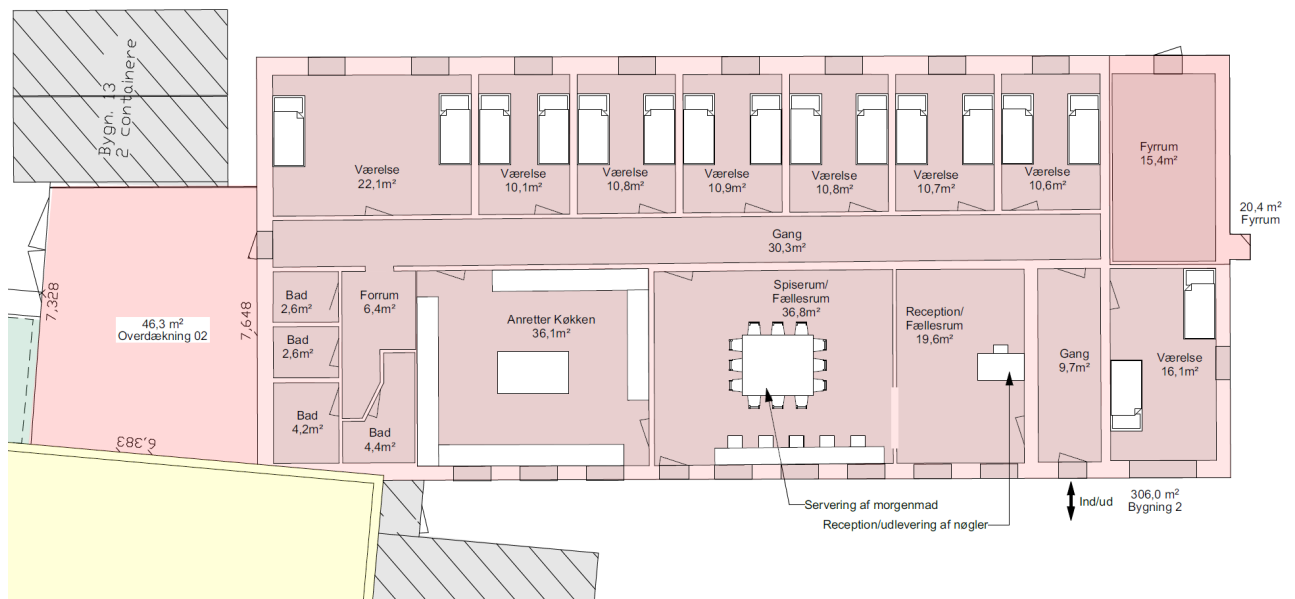 Bygn. 13
2 containere
Værelse
22,1m²
Værelse
10,1m²
Værelse
10,8m²
Værelse
10,9m²
Værelse
10,8m²
Værelse
10,7m²
Værelse
10,6m²
Fyrrum
15,4m²
20,4 m²
Fyrrum
Gang
30,3m²
7,328
46,3 m²
Overdækning 02
7,648
6,383
Bad
2,6m²
Bad
2,6m²
Bad
4,2m²
Forrum
6,4m²
Bad
4,4m²
Anretter Køkken
36,1m²
Spiserum/
Fællesrum
36,8m²
Reception/
Fællesrum
19,6m²
Gang
9,7m²
Værelse
16,1m²
Servering af morgenmad
Reception/udlevering af nøgler
Ind/ud
306,0 m²
Bygning 2